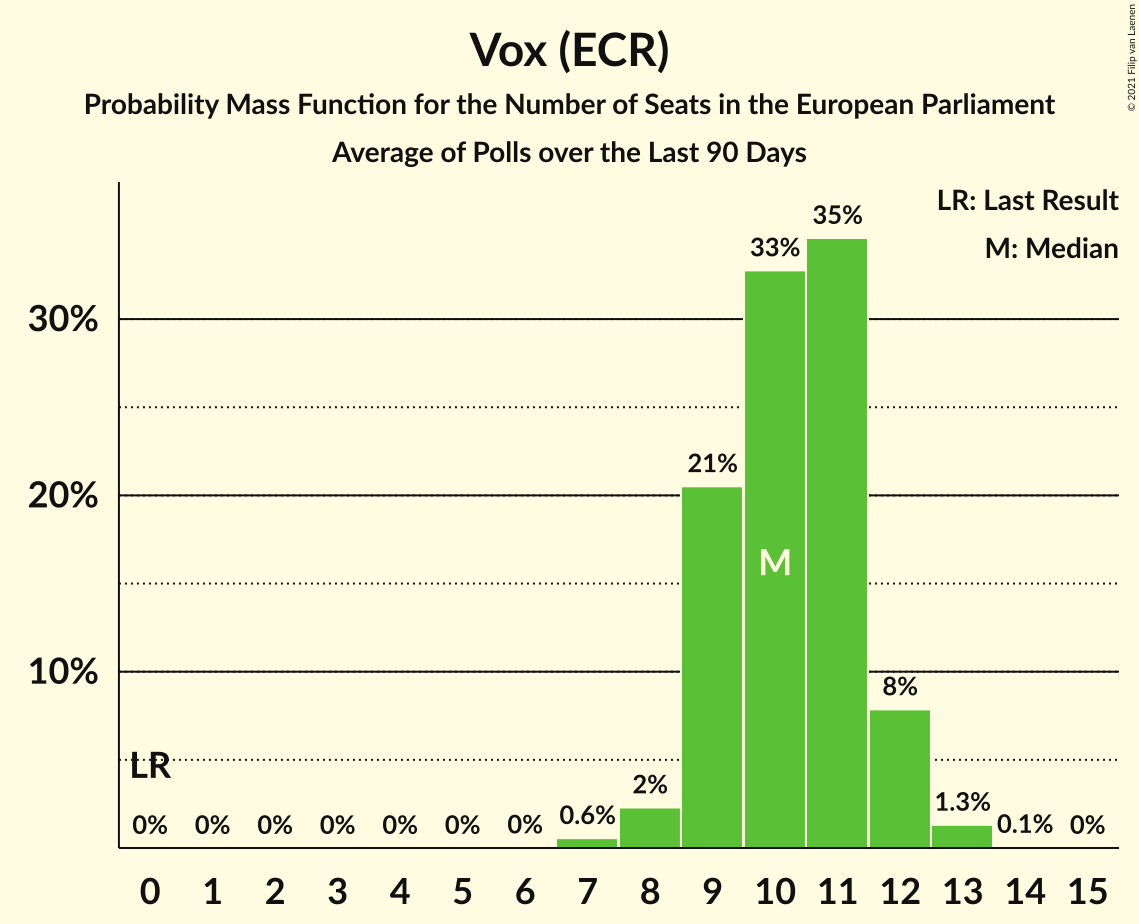 Vox (ECR)
Probability Mass Function for the Number of Seats in the European Parliament
Average of Polls over the Last 90 Days
© 2021 Filip van Laenen
LR: Last Result
M: Median
35%
33%
30%
21%
20%
M
10%
8%
LR
2%
1.3%
0.6%
0% 0% 0% 0% 0% 0% 0% 0.1% 0%
0 1 2 3 4 5 6 7 8 9 10 11 12 13 14 15